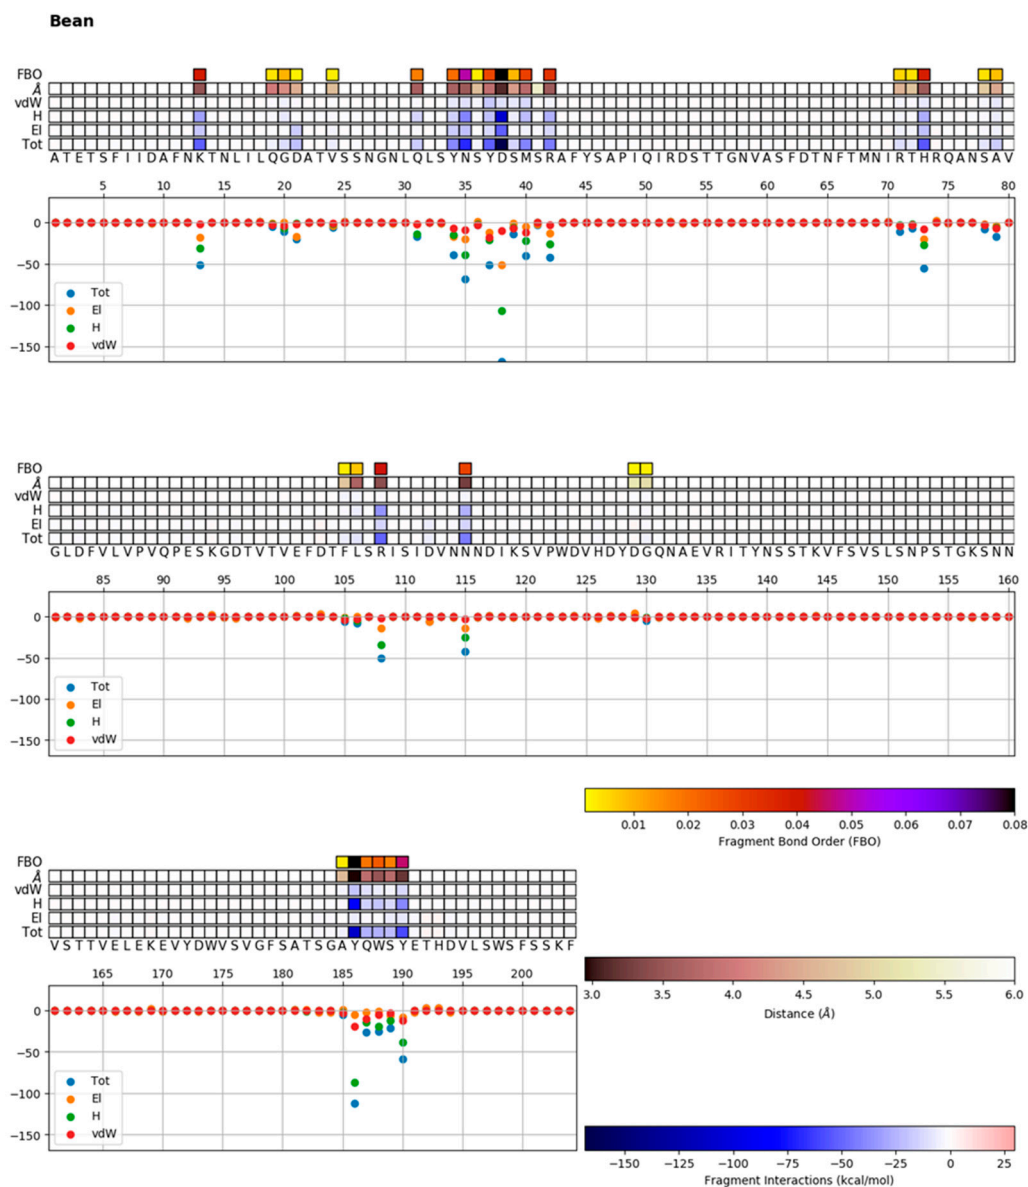 Bean
FBO
Å
vdW
H
El
Tot
A T E T S F I I D A F N K T N L I L Q G D A T V S S N G N L Q L S Y N S Y D S M S R A F Y S A P I Q I R D S T T G N V A S F D T N F T M N I R T H R Q A N S A V
5 10 15 20 25 30 35 40 45 50 55 60 65 70 75 80
0
−50
−100
−150
Tot
El
H
vdW
FBO
Å
vdW
H
El
Tot
G L D F V L V P V Q P E S K G D T V T V E F D T F L S R I S I D V N N N D I K S V P W D V H D Y D G Q N A E V R I T Y N S S T K V F S V S L S N P S T G K S N N
85 90 95 100 105 110 115 120 125 130 135 140 145 150 155 160
0
−50
−100
−150
Tot
El
H
vdW
0.01 0.02 0.03 0.04 0.05 0.06 0.07 0.08
Fragment Bond Order (FBO)
FBO
Å
vdW
H
El
Tot
V S T T V E L E K E V Y D W V S V G F S A T S G A Y Q W S Y E T H D V L S W S F S S K F
165 170 175 180 185 190 195 200
0
−50
−100
−150
Tot
El
H
vdW
3.0 3.5 4.0 4.5 5.0 5.5 6.0
Distance (Å)
−150 −125 −100 −75 −50 −25 0 25
Fragment Interactions (kcal/mol)